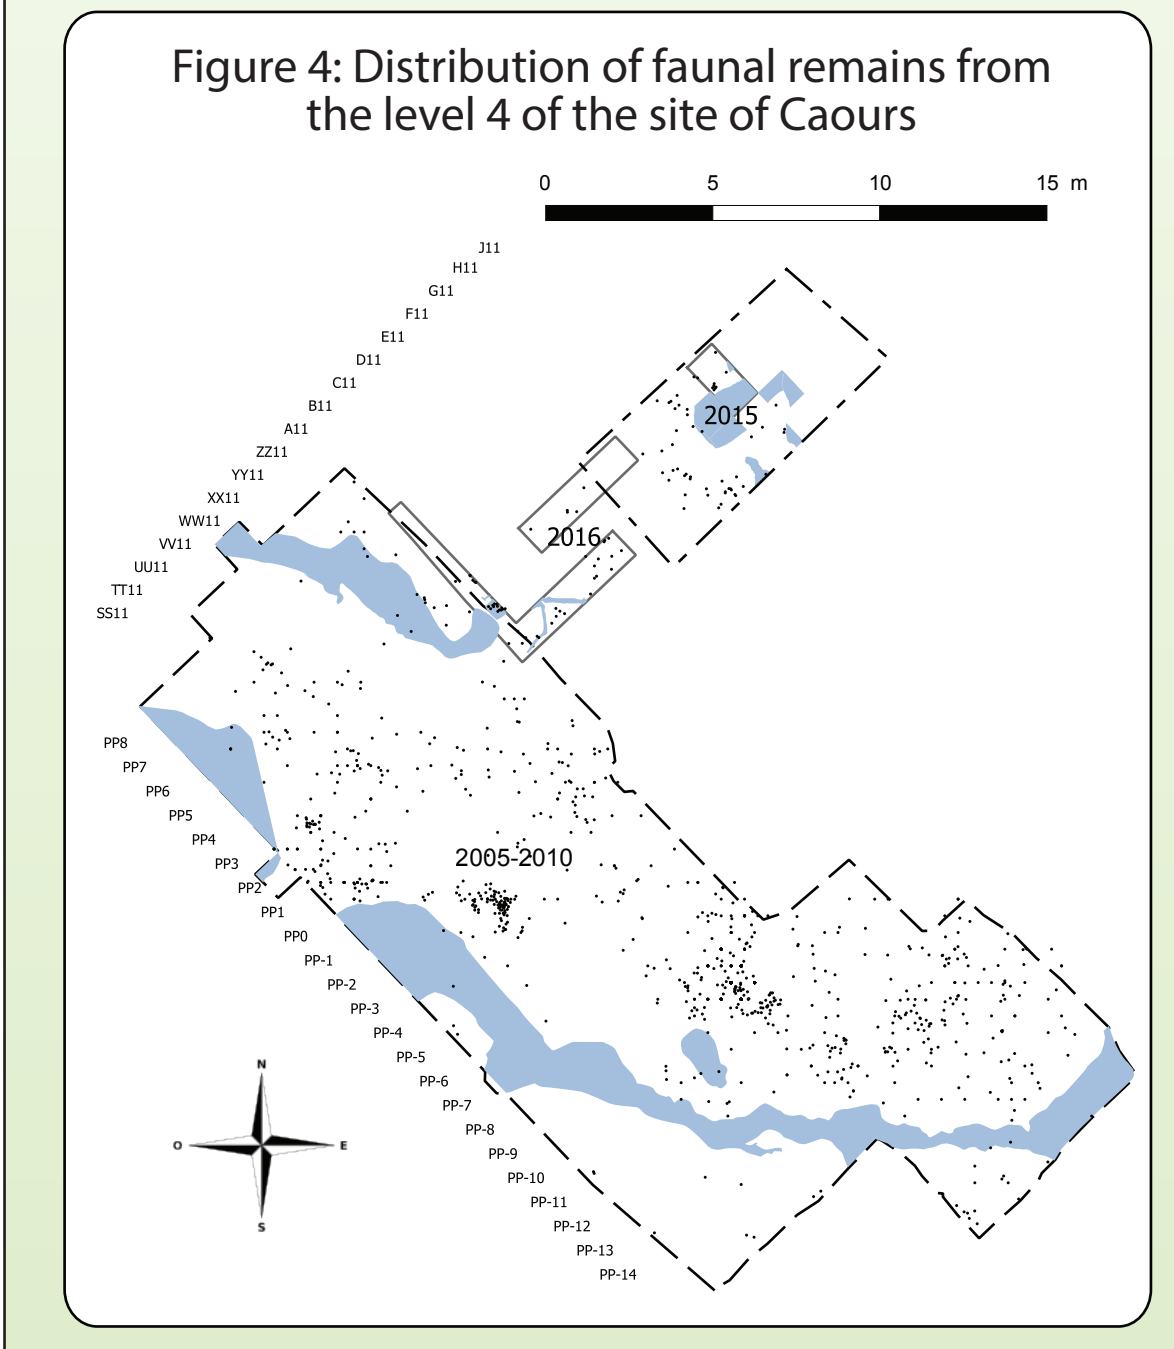 Figure 4: Distribution of faunal remains from
the level 4 of the site of Caours
0 5 10 15 m
J11
H11
G11
F11
E11
D11
C11
B11
A11
ZZ11
YY11
XX11
WW11
VV11
UU11
TT11
SS11
2015
2016
2005-2010
PP8
PP7
PP6
PP5
PP4
PP3
PP2
PP1
PP0
PP-1
PP-2
PP-3
PP-4
PP-5
PP-6
PP-7
PP-8
PP-9
PP-10
PP-11
PP-12
PP-13
PP-14
N
O E
S